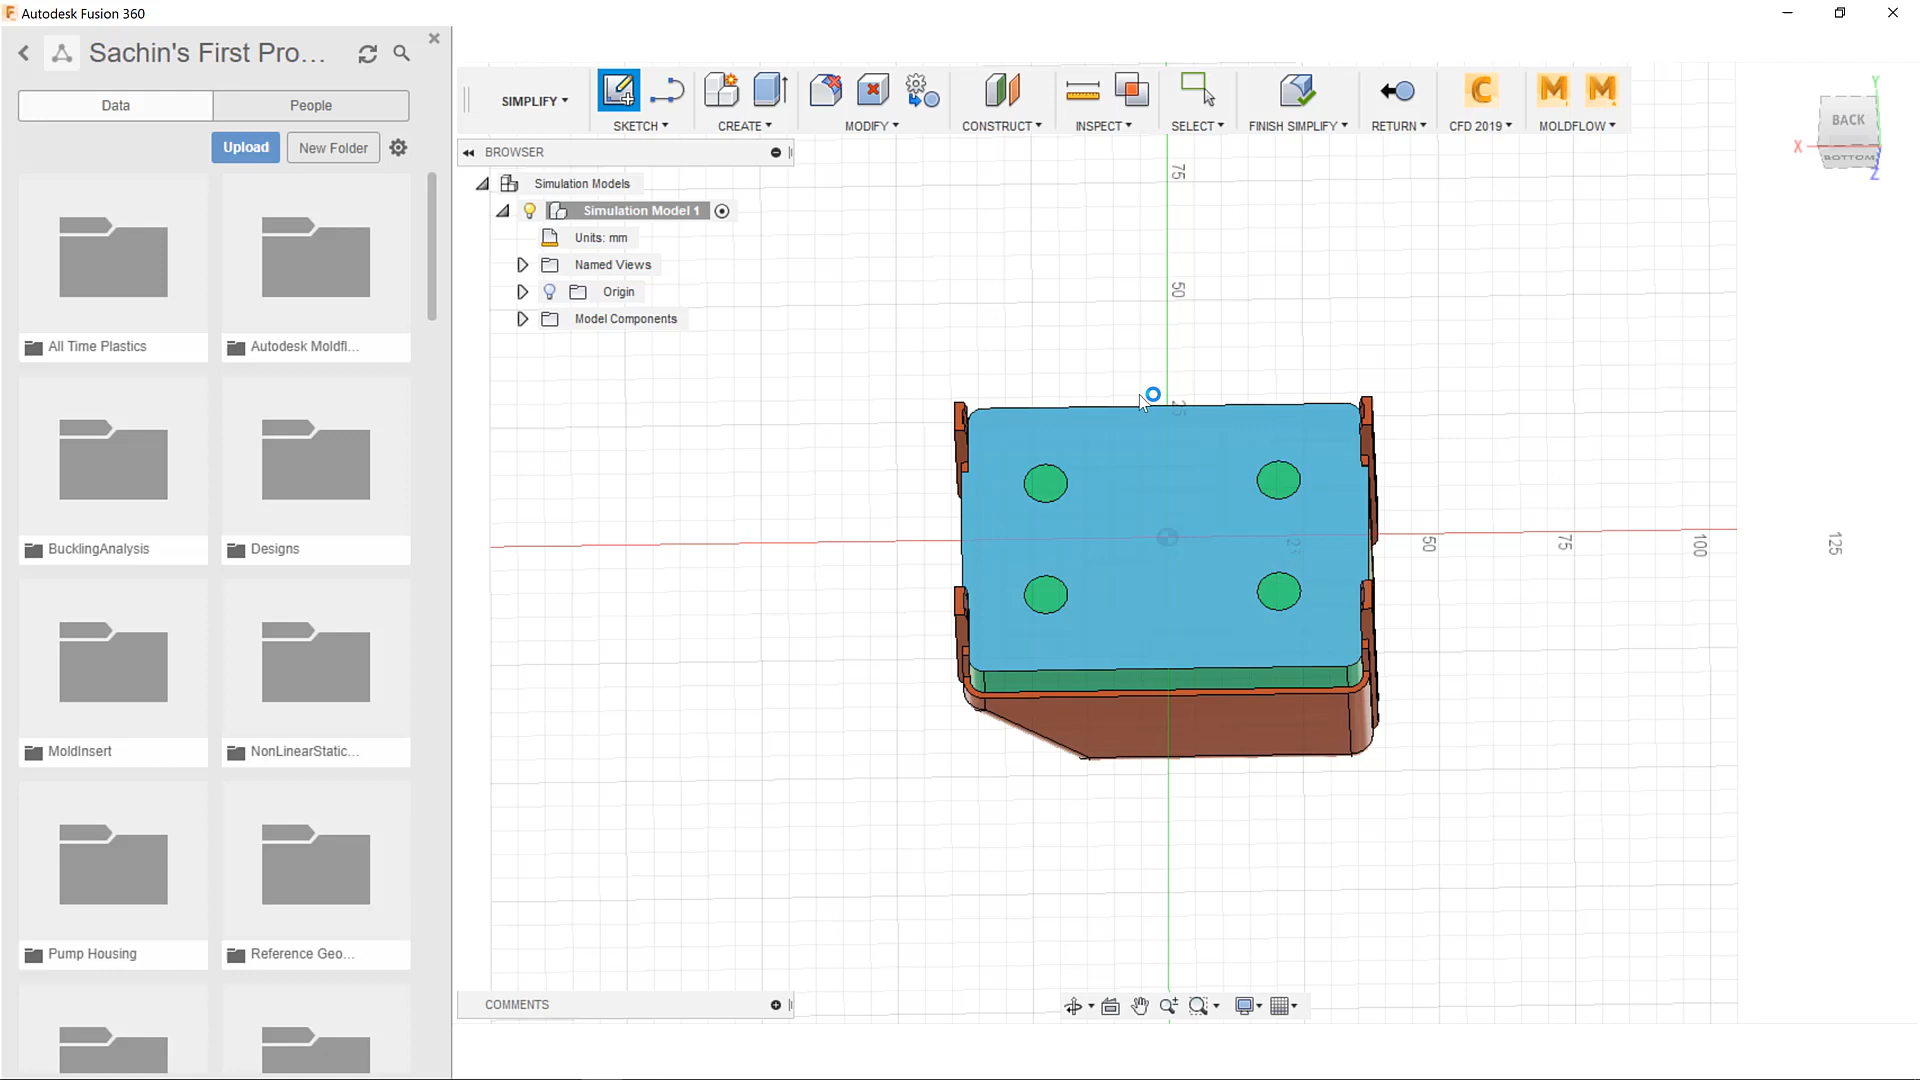 Autodesk Fusion 360
Sachin's First Pro...
Data People
Upload New Folder
All Time Plastics
Autodesk Moldfl...
BucklingAnalysis
Designs
MoldInsert
NonLinearStatic...
Pump Housing
Reference Geo...
SIMPLIFY
SKETCH
CREATE
MODIFY
CONSTRUCT
INSPECT
SELECT
FINISH SIMPLIFY
RETURN
CFD 2019
MOLDFLOW
C
M
M
BROWSER
Simulation Models
Simulation Model 1
Units: mm
Named Views
Origin
Model Components
75
50
25
25
50
75
100
125
Y
BACK
X
BOTTOM
Z
COMMENTS